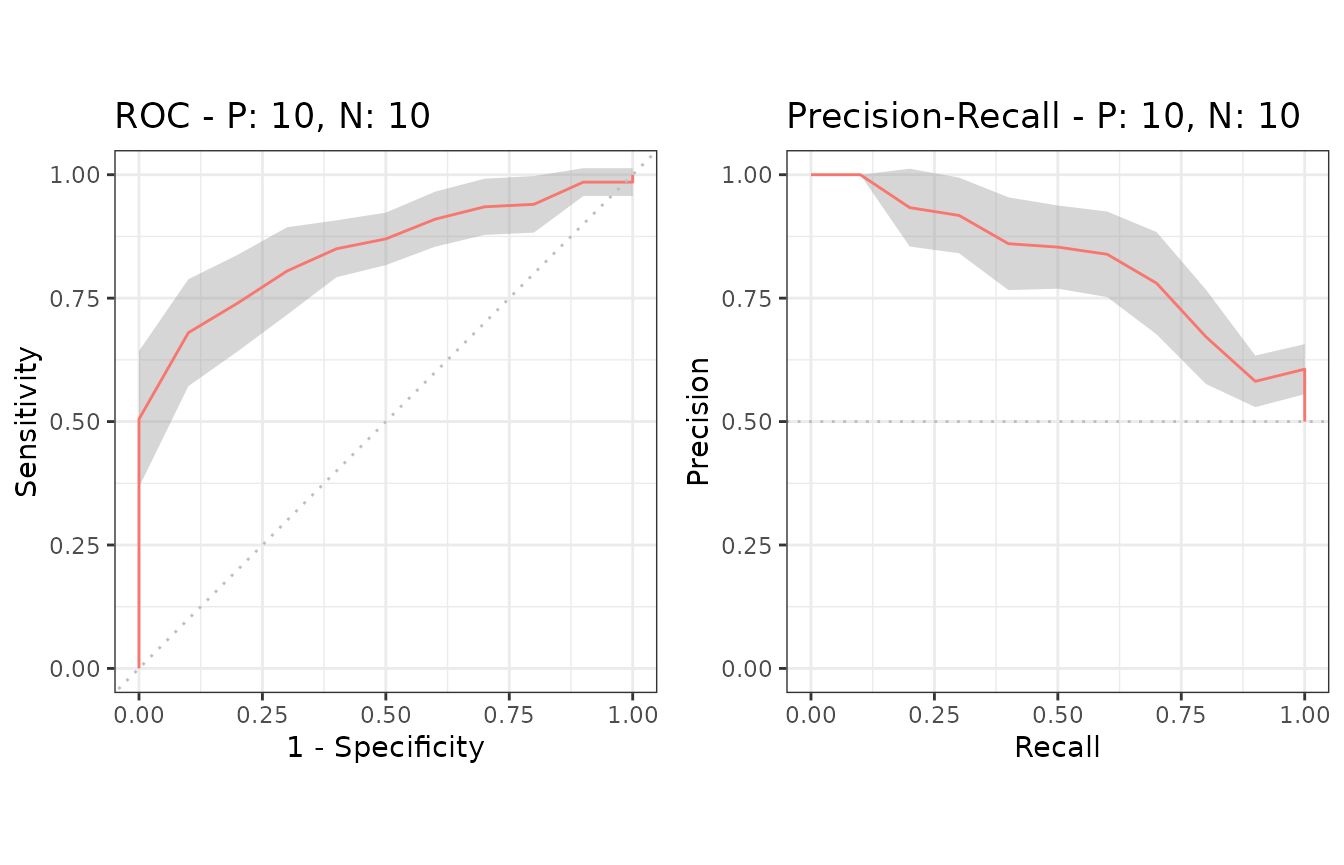 ROC - P: 10, N: 10
1.00
0.75
0.50
0.25
0.00
Sensitivity
0.00 0.25 0.50 0.75 1.00
1 - Specificity
Precision-Recall - P: 10, N: 10
1.00
0.75
0.50
0.25
0.00
Precision
0.00 0.25 0.50 0.75 1.00
Recall